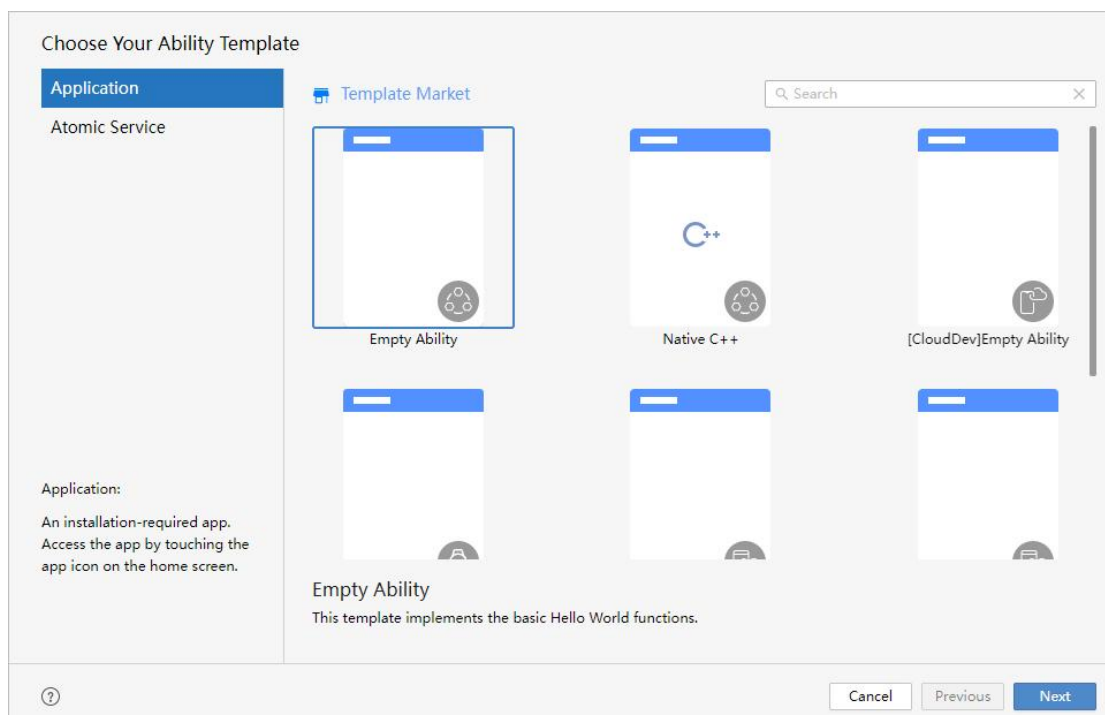 Choose Your Ability Template
Application
Atomic Service
Template Market
Search
Empty Ability
C++
Native C++
[CloudDev]Empty Ability
Application:
An installation-required app.
Access the app by touching the
app icon on the home screen.
Empty Ability
This template implements the basic Hello World functions.
?
Cancel
Previous
Next